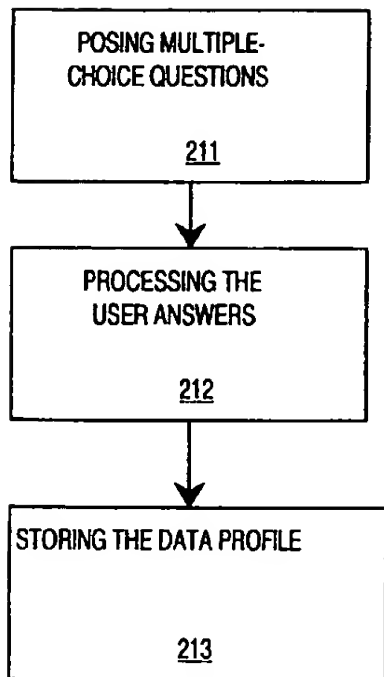 POSING MULTIPLE-
CHOICE QUESTIONS
211
PROCESSING THE
USER ANSWERS
212
STORING THE DATA PROFILE
213